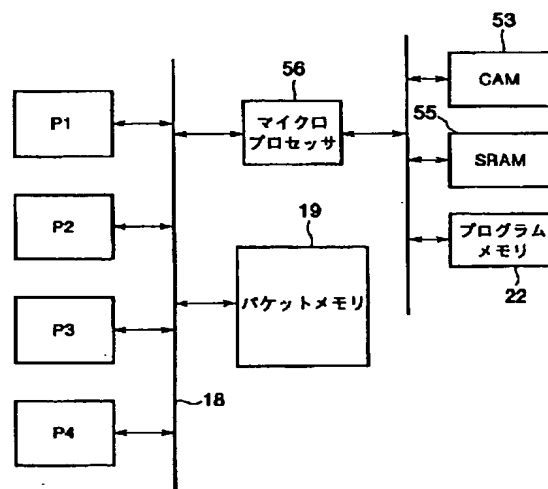 53
CAM
56
P1
マイクロ
プロセッサ
55
SRAM
P2
19
プログラム
メモリ
22
パケットメモリ
P3
18
P4